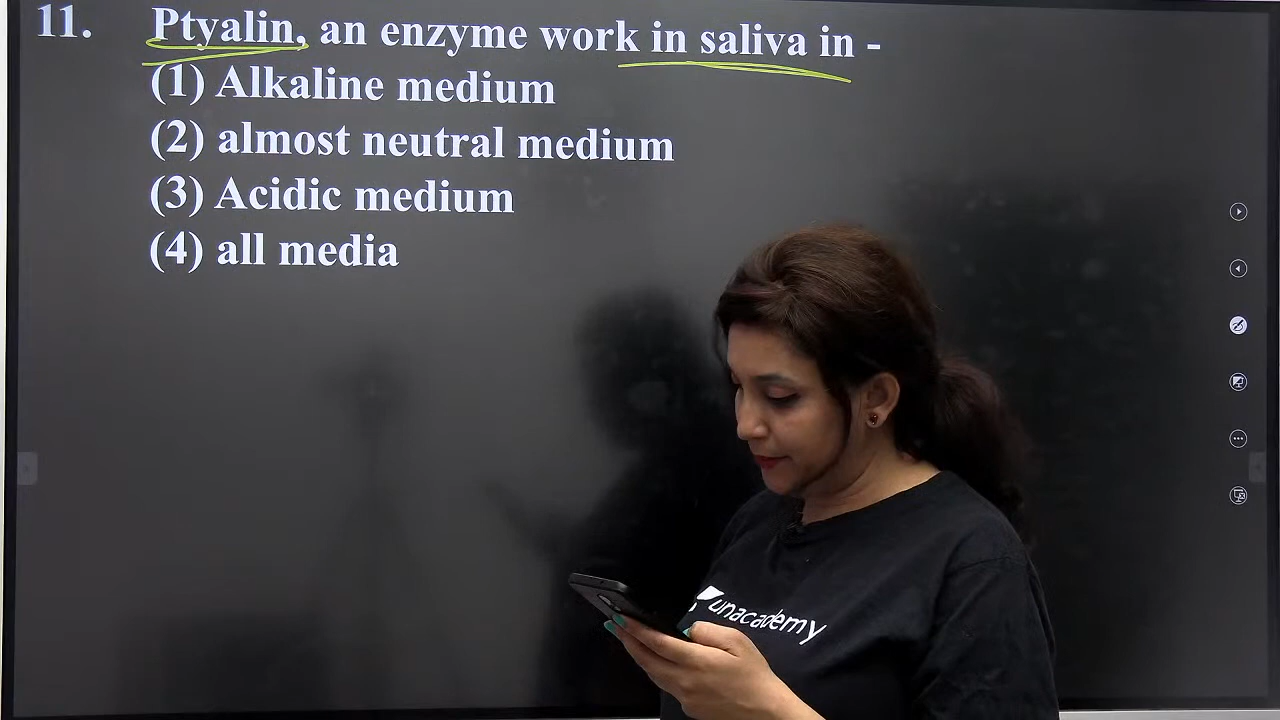 11. Ptyalin, an enzyme work in saliva in -
(1) Alkaline medium
(2) almost neutral medium
(3) Acidic medium
(4) all media
unacademy